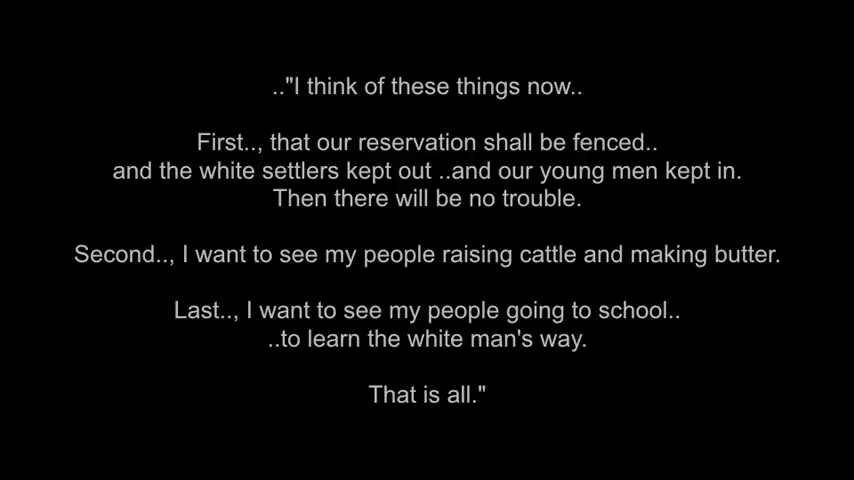 .."I think of these things now..
First.., that our reservation shall be fenced..
and the white settlers kept out ..and our young men kept in.
Then there will be no trouble.
Second.., I want to see my people raising cattle and making butter.
Last.., I want to see my people going to school..
..to learn the white man's way.
That is all."